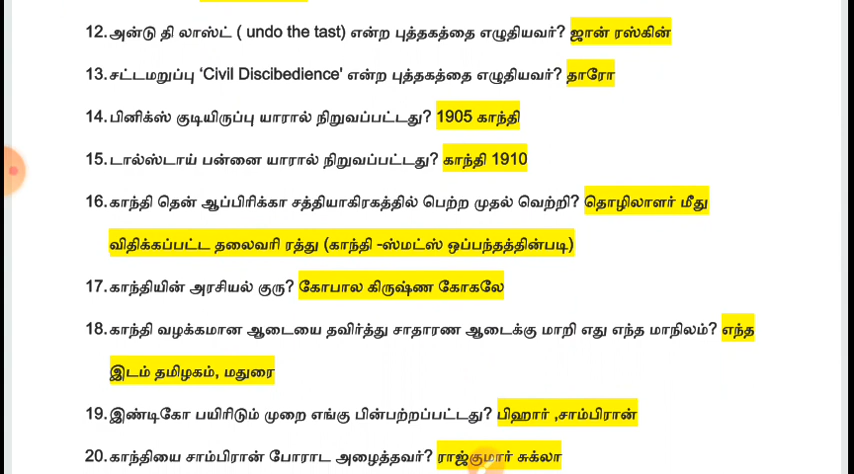 12.அன்டு தி லாஸ்ட் ( undo the tast) என்ற புத்தகத்தை எழுதியவர்? ஜான் ரஸ்கின்
13.சட்டமறுப்பு ‘Civil Discibedience' என்ற புத்தகத்தை எழுதியவர்? தாரோ
14.பினிக்ஸ் குடியிருப்பு யாரால் நிறுவப்பட்டது? 1905 காந்தி
15.டால்ஸ்டாய் பன்னை யாரால் நிறுவப்பட்டது? காந்தி 1910
16.காந்தி தென் ஆப்பிரிக்கா சத்தியாகிரகத்தில் பெற்ற முதல் வெற்றி? தொழிலாளர் மீது
விதிக்கப்பட்ட தலைவரி ரத்து (காந்தி -ஸ்மட்ஸ் ஒப்பந்தத்தின்படி)
17.காந்தியின் அரசியல் குரு? கோபால கிருஷ்ண கோகலே
18.காந்தி வழக்கமான ஆடையை தவிர்த்து சாதாரண ஆடைக்கு மாறி எது எந்த மாநிலம்? எந்த
இடம் தமிழகம், மதுரை
19.இண்டிகோ பயிரிடும் முறை எங்கு பின்பற்றப்பட்டது? பிஹார் ,சாம்பிரான்
20.காந்தியை சாம்பிரான் போராட அழைத்தவர்? ராஜ்குமார் சுக்லா